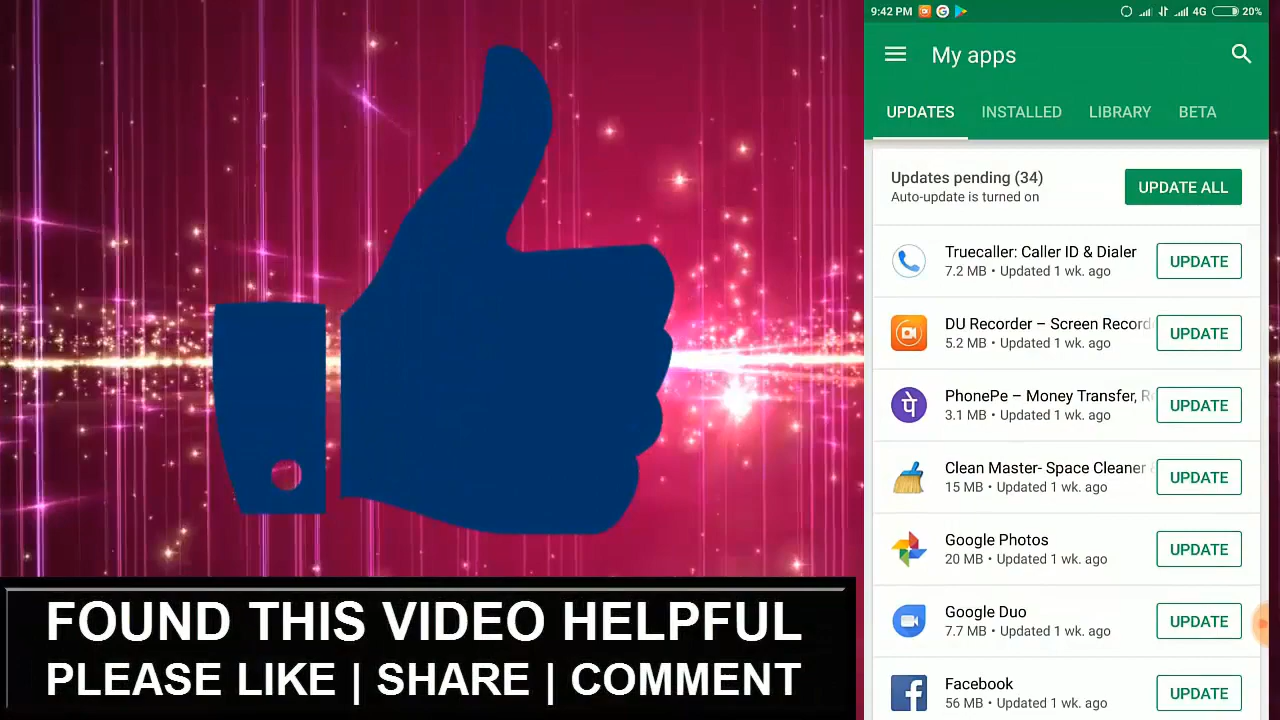 FOUND THIS VIDEO HELPFUL
PLEASE LIKE | SHARE | COMMENT
9:42 PM 4G 20%
My apps
UPDATES INSTALLED LIBRARY BETA
Updates pending (34)
Auto-update is turned on
UPDATE ALL
Truecaller: Caller ID & Dialer
7.2 MB • Updated 1 wk. ago
UPDATE
DU Recorder – Screen Record
5.2 MB • Updated 1 wk. ago
UPDATE
पे
PhonePe – Money Transfer, R
3.1 MB • Updated 1 wk. ago
UPDATE
Clean Master- Space Cleaner &
15 MB • Updated 1 wk. ago
UPDATE
Google Photos
20 MB • Updated 1 wk. ago
UPDATE
Google Duo
7.7 MB • Updated 1 wk. ago
UPDATE
Facebook
56 MB • Updated 1 wk. ago
UPDATE